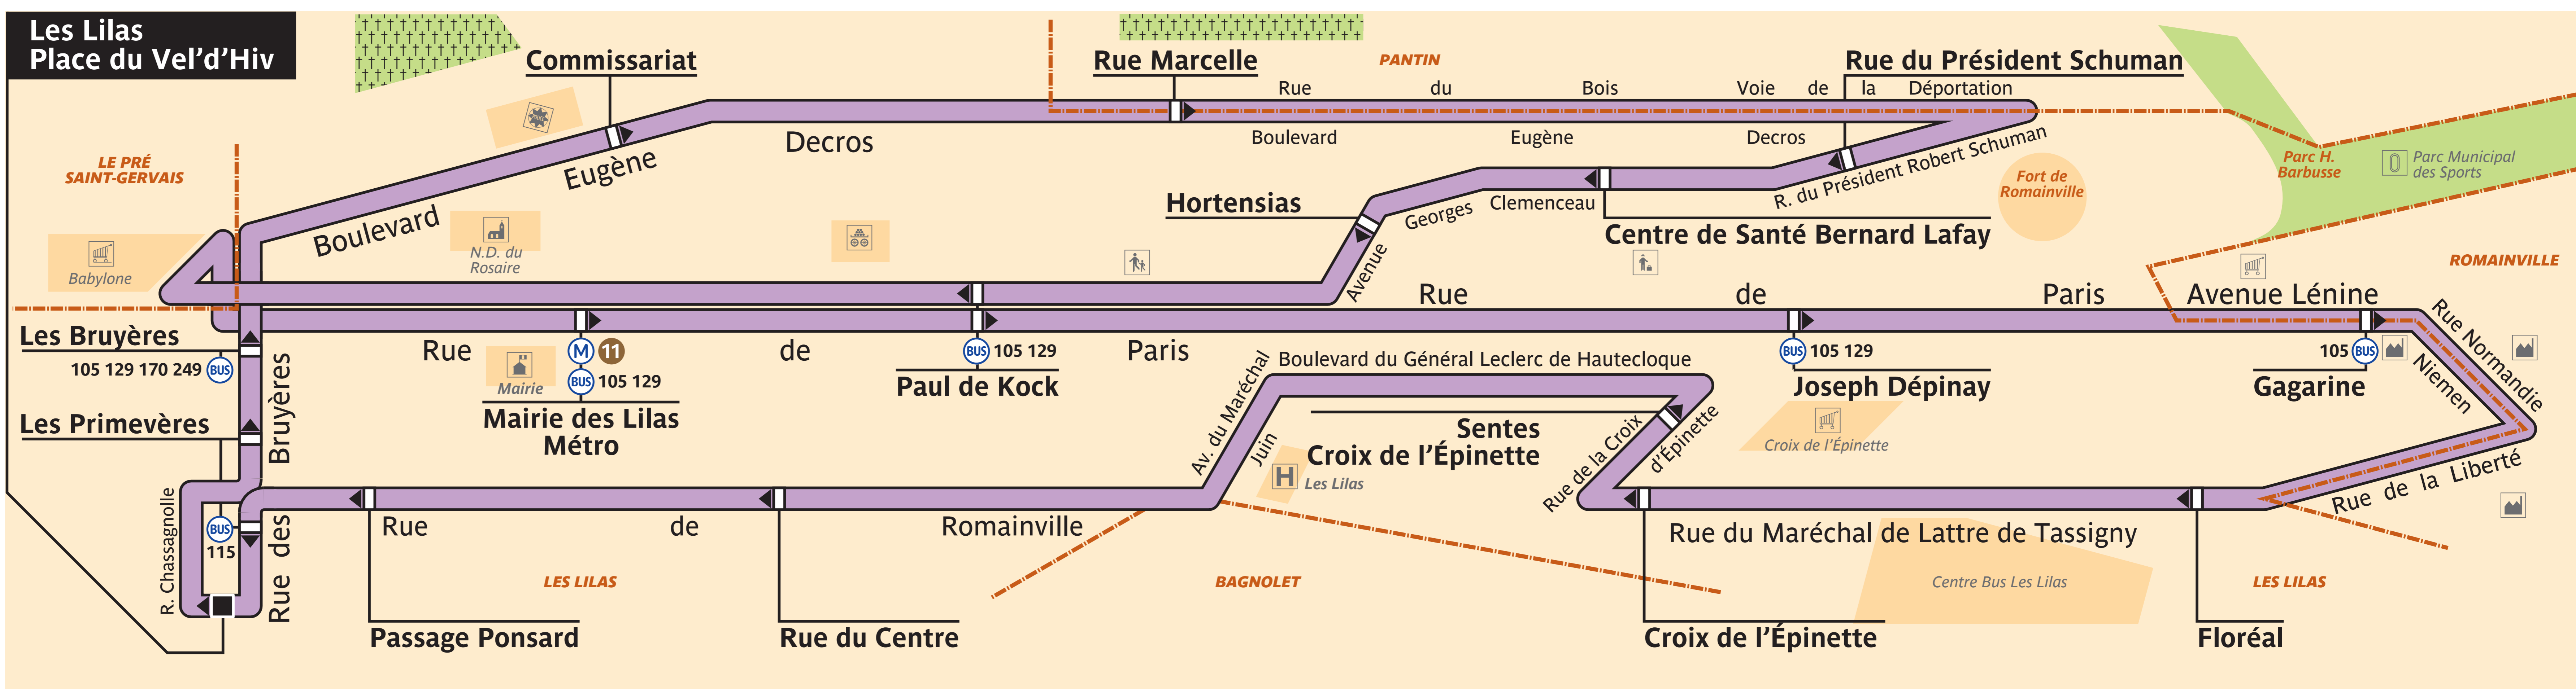 Les Lilas
Place du Vel’d’Hiv
Commissariat
Rue Marcelle
PANTIN
Rue du Président Schuman
Rue du Bois
Voie de la Déportation
Boulevard Eugène Decros
Decros
Eugène
Boulevard
LE PRÉ
SAINT-GERVAIS
Babylone
N.D. du
Rosaire
Hortensias
Avenue
Georges
Clemenceau
R. du Président Robert Schuman
Centre de Santé Bernard Lafay
Fort de
Romainville
Parc H.
Barbusse
Parc Municipal
des Sports
ROMAINVILLE
Rue de Paris
Avenue Lénine
Les Bruyères
105 129 170 249 BUS
Les Primevères
BUS
115
R. Chassagnolle
Rue des Bruyères
Rue de Paris
Mairie
M 11
BUS 105 129
Mairie des Lilas
Métro
BUS 105 129
Paul de Kock
Boulevard du Général Leclerc de Hautecloque
Av. du Maréchal
Juin
H
Les Lilas
Sentes
Croix de l’Épinette
Rue de la Croix
d’Épinette
BUS 105 129
Joseph Dépinay
Croix de l’Épinette
105 BUS
Gagarine
Rue Normandie
Niemen
Rue de la Liberté
Rue de Romainville
Rue du Maréchal de Lattre de Tassigny
LES LILAS
BAGNOLET
Centre Bus Les Lilas
LES LILAS
Passage Ponsard
Rue du Centre
Croix de l’Épinette
Floréal